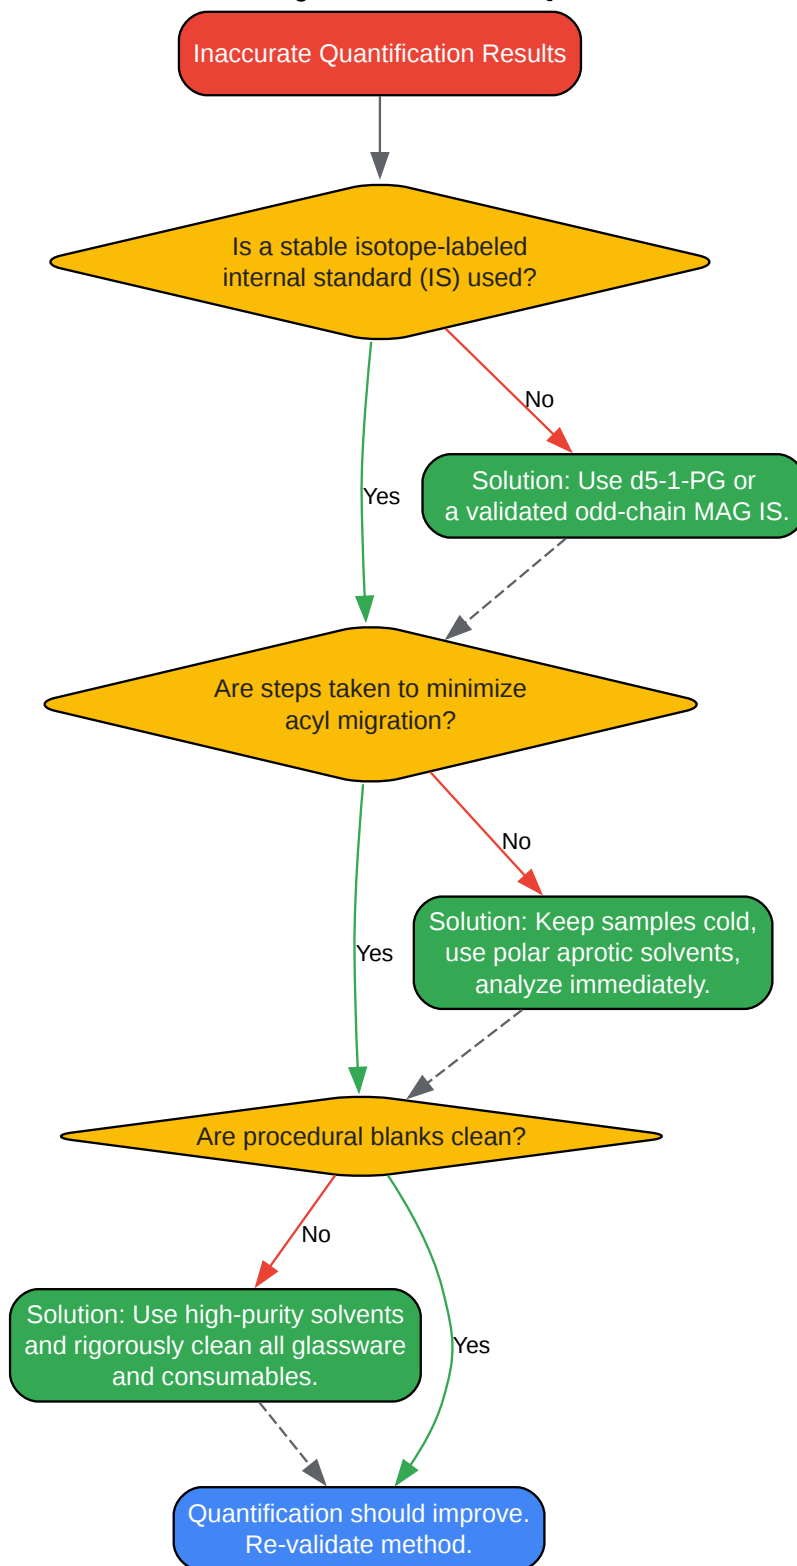 Inaccurate Quantification Results
Is a stable isotope-labeled
internal standard (IS) used?
No
Solution: Use d5-1-PG or
a validated odd-chain MAG IS.
Yes
Are steps taken to minimize
acyl migration?
No
Solution: Keep samples cold,
use polar aprotic solvents,
analyze immediately.
Yes
Are procedural blanks clean?
No
Solution: Use high-purity solvents
and rigorously clean all glassware
and consumables.
Yes
Quantification should improve.
Re-validate method.